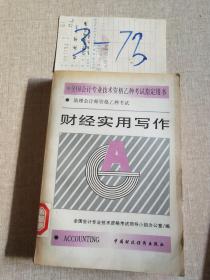 3-73
全国会计专业技术资格乙种考试指定用书
助理会计师资格乙种考试
财经实用写作
全国会计专业技术资格考试领导小组办公室/编
ACCOUNTING
中国财政经济出版社